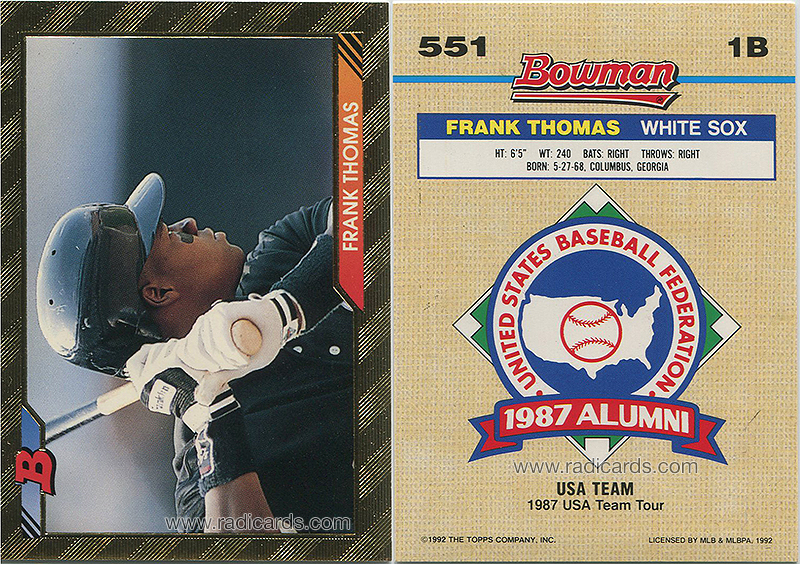 FRANK THOMAS
B
www.radicards.com
551
1B
Bowman
FRANK THOMAS WHITE SOX
HT: 6'5" WT: 240 BATS: RIGHT THROWS: RIGHT
BORN: 5-27-68, COLUMBUS, GEORGIA
• UNITED STATES BASEBALL FEDERATION •
1987 ALUMNI
www.radicards.com
USA TEAM
1987 USA Team Tour
©1992 THE TOPPS COMPANY, INC.
LICENSED BY MLB & MLBPA, 1992